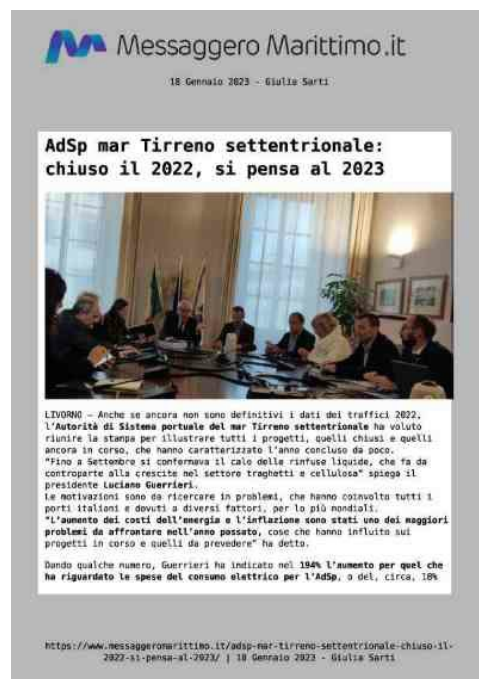 Messaggero Marittimo.it
18 Gennaio 2023 - Giulia Sarti
AdSp mar Tirreno settentrionale:
chiuso il 2022, si pensa al 2023
LIVORNO – Anche se ancora non sono definitivi i dati dei traffici 2022,
l'Autorità di Sistema portuale del mar Tirreno settentrionale ha voluto
riunire la stampa per illustrare tutti i progetti, quelli chiusi e quelli
ancora in corso, che hanno caratterizzato l'anno concluso da poco.
"Fino a Settembre si confermava il calo delle rinfuse liquide, che fa da
controparte alla crescite nel settore traghetti e cellulosa" spiega il
presidente Luciano Guerrieri.
Le motivazioni sono da ricercare in problemi, che hanno coinvolto tutti i
porti italiani e dovuti a diversi fattori, per lo più mondiali.
"L'aumento dei costi dell'energia e l'inflazione sono stati uno dei maggiori
problemi da affrontare nell'anno passato, cose che hanno influito sui
progetti in corso e quelli da prevedere" ha detto.
Dando qualche numero, Guerrieri ha indicato nel 194% l'aumento per quel che
ha riguardato le spese del consumo elettrico per l'AdSp, o del, circa, 18%
https://www.messaggeromarittimo.it/adsp-mar-tirreno-settentrionale-chiuso-il-
2022-si-pensa-al-2023/ | 18 Gennaio 2023 - Giulia Sarti